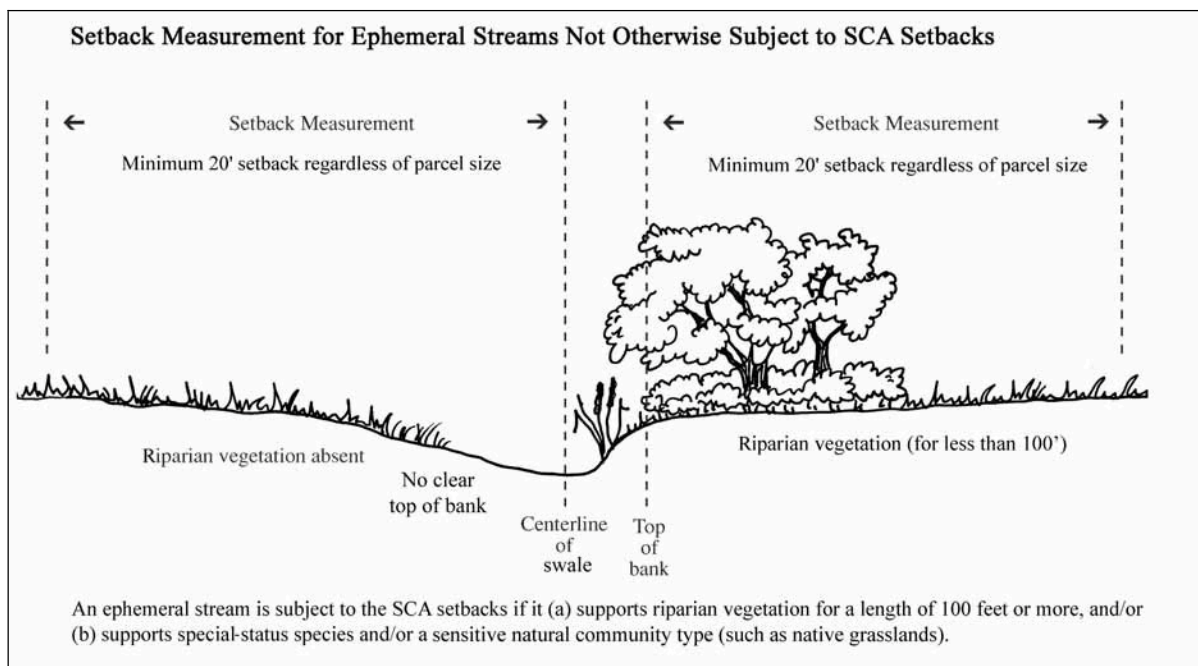 Setback Measurement for Ephemeral Streams Not Otherwise Subject to SCA Setbacks
← Setback Measurement →
Minimum 20' setback regardless of parcel size
← Setback Measurement →
Minimum 20' setback regardless of parcel size
Riparian vegetation absent
No clear
top of bank
Riparian vegetation (for less than 100’)
Centerline
of
swale
Top
of
bank
An ephemeral stream is subject to the SCA setbacks if it (a) supports riparian vegetation for a length of 100 feet or more, and/or
(b) supports special-status species and/or a sensitive natural community type (such as native grasslands).